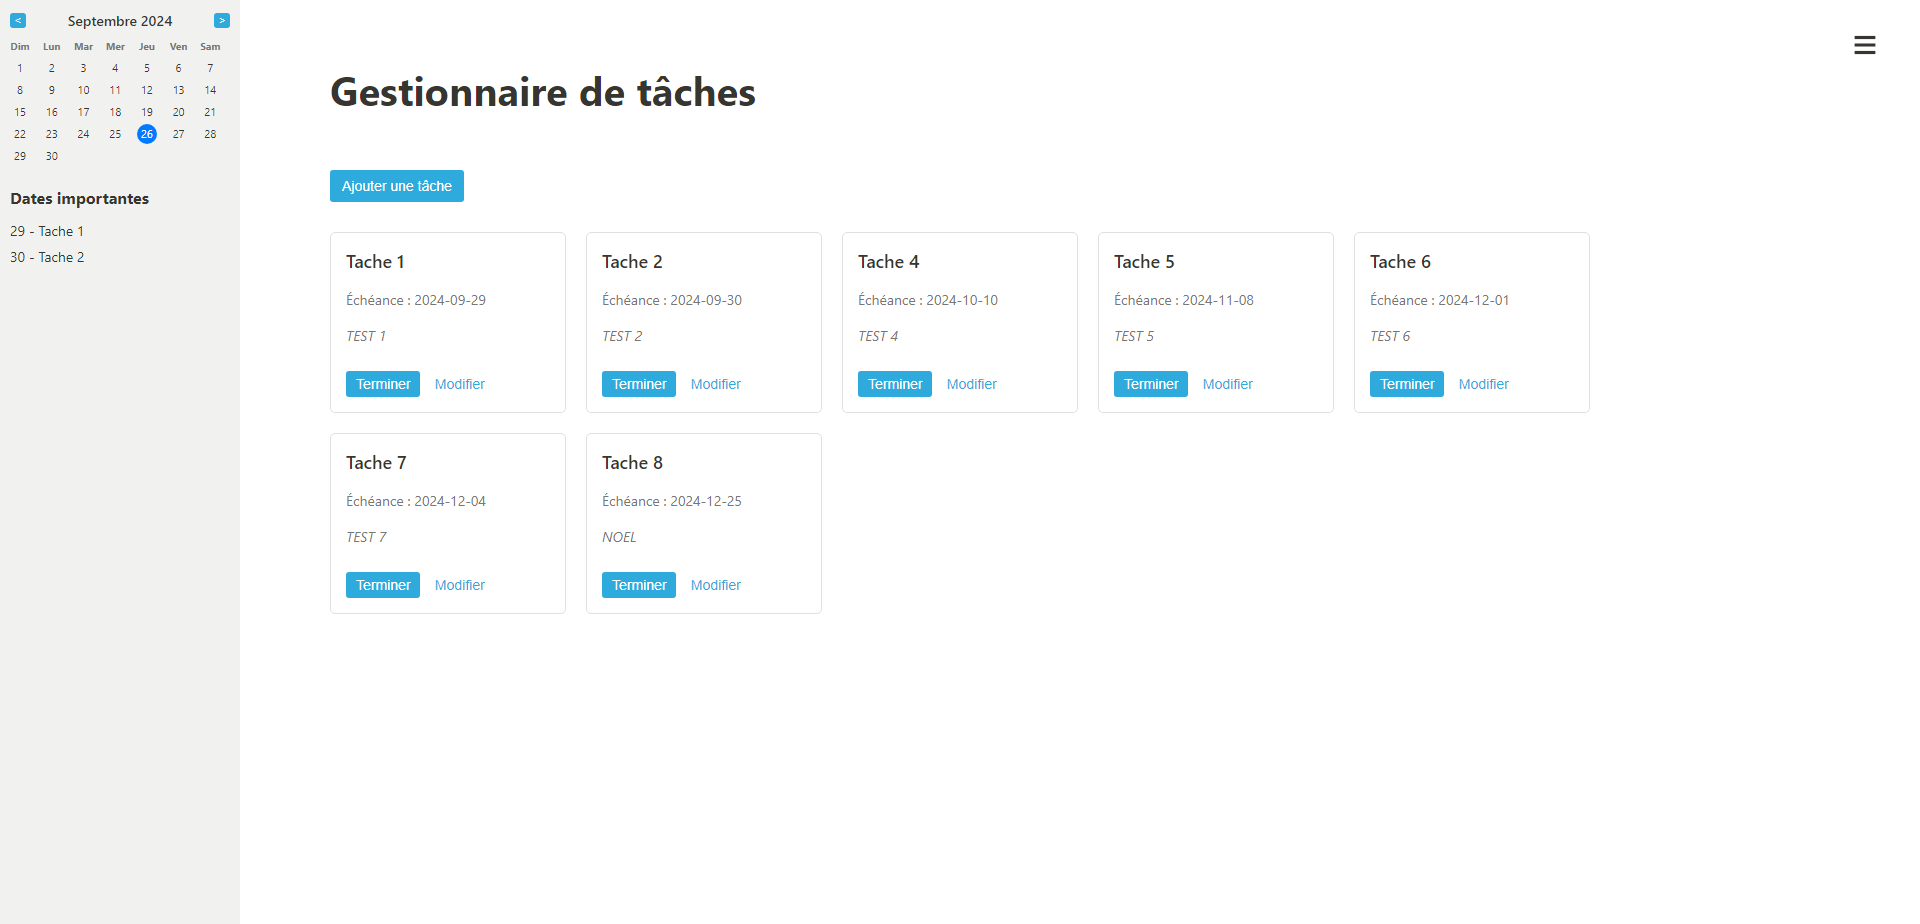 < Septembre 2024 >
Dim Lun Mar Mer Jeu Ven Sam
1 2 3 4 5 6 7
8 9 10 11 12 13 14
15 16 17 18 19 20 21
22 23 24 25 26 27 28
29 30
Dates importantes
29 - Tache 1
30 - Tache 2
Gestionnaire de tâches
Ajouter une tâche
Tache 1
Échéance : 2024-09-29
TEST 1
Terminer Modifier
Tache 2
Échéance : 2024-09-30
TEST 2
Terminer Modifier
Tache 4
Échéance : 2024-10-10
TEST 4
Terminer Modifier
Tache 5
Échéance : 2024-11-08
TEST 5
Terminer Modifier
Tache 6
Échéance : 2024-12-01
TEST 6
Terminer Modifier
Tache 7
Échéance : 2024-12-04
TEST 7
Terminer Modifier
Tache 8
Échéance : 2024-12-25
NOEL
Terminer Modifier